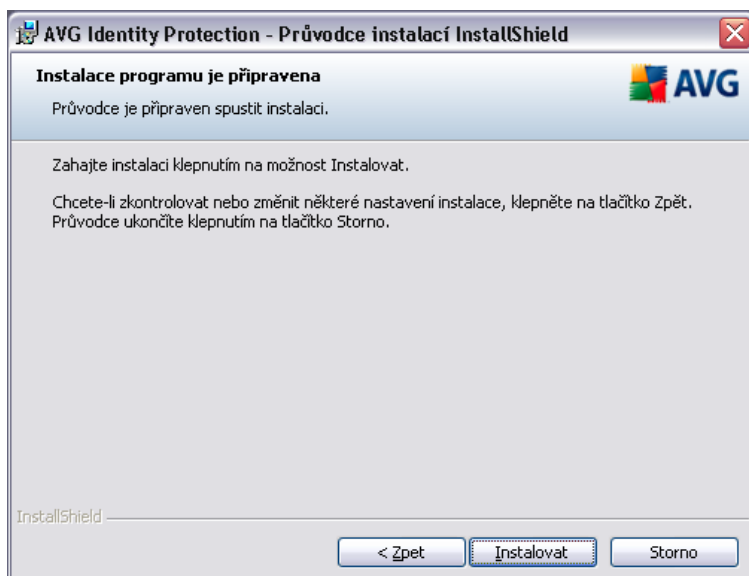 AVG Identity Protection - Průvodce instalací InstallShield
Instalace programu je připravena
AVG
Průvodce je připraven spustit instalaci.
Zahajte instalaci klepnutím na možnost Instalovat.
Chcete-li zkontrolovat nebo změnit některé nastavení instalace, klepněte na tlačítko Zpět.
Průvodce ukončíte klepnutím na tlačítko Storno.
InstallShield
< Zpet
Instalovat
Storno